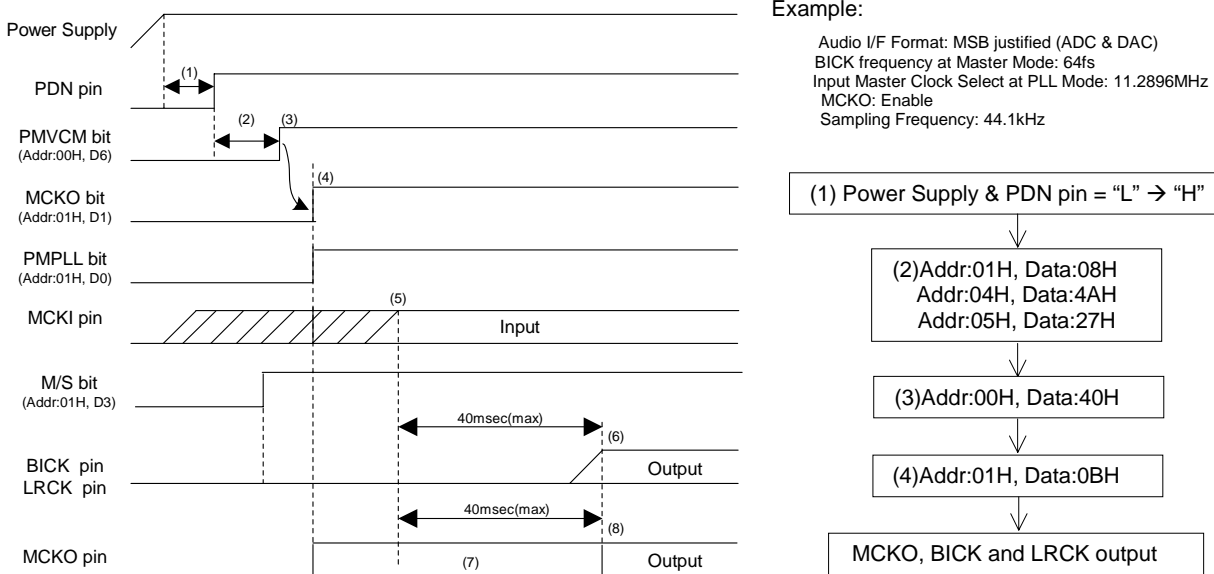 Power Supply
(1)
PDN pin
(2)
(3)
PMVCM bit
(Addr:00H, D6)
(4)
MCKO bit
(Addr:01H, D1)
PMPLL bit
(Addr:01H, D0)
(5)
MCKI pin
Input
M/S bit
(Addr:01H, D3)
40msec(max)
(6)
BICK pin
LRCK pin
Output
40msec(max)
(8)
MCKO pin
(7)
Output
Example:
Audio I/F Format: MSB justified (ADC & DAC)
BICK frequency at Master Mode: 64fs
Input Master Clock Select at PLL Mode: 11.2896MHz
MCKO: Enable
Sampling Frequency: 44.1kHz
(1) Power Supply & PDN pin = “L” → “H”
(2)Addr:01H, Data:08H
Addr:04H, Data:4AH
Addr:05H, Data:27H
(3)Addr:00H, Data:40H
(4)Addr:01H, Data:0BH
MCKO, BICK and LRCK output